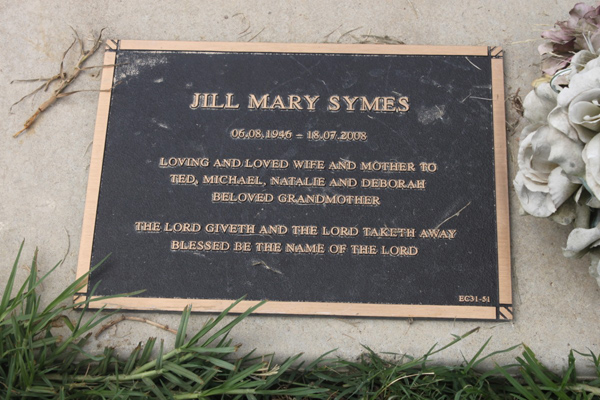 JILL MARY SYMES
06.08.1946 – 18.07.2008
LOVING AND LOVED WIFE AND MOTHER TO
TED, MICHAEL, NATALIE AND DEBORAH
BELOVED GRANDMOTHER
THE LORD GIVETH AND THE LORD TAKETH AWAY
BLESSED BE THE NAME OF THE LORD
EC31-51